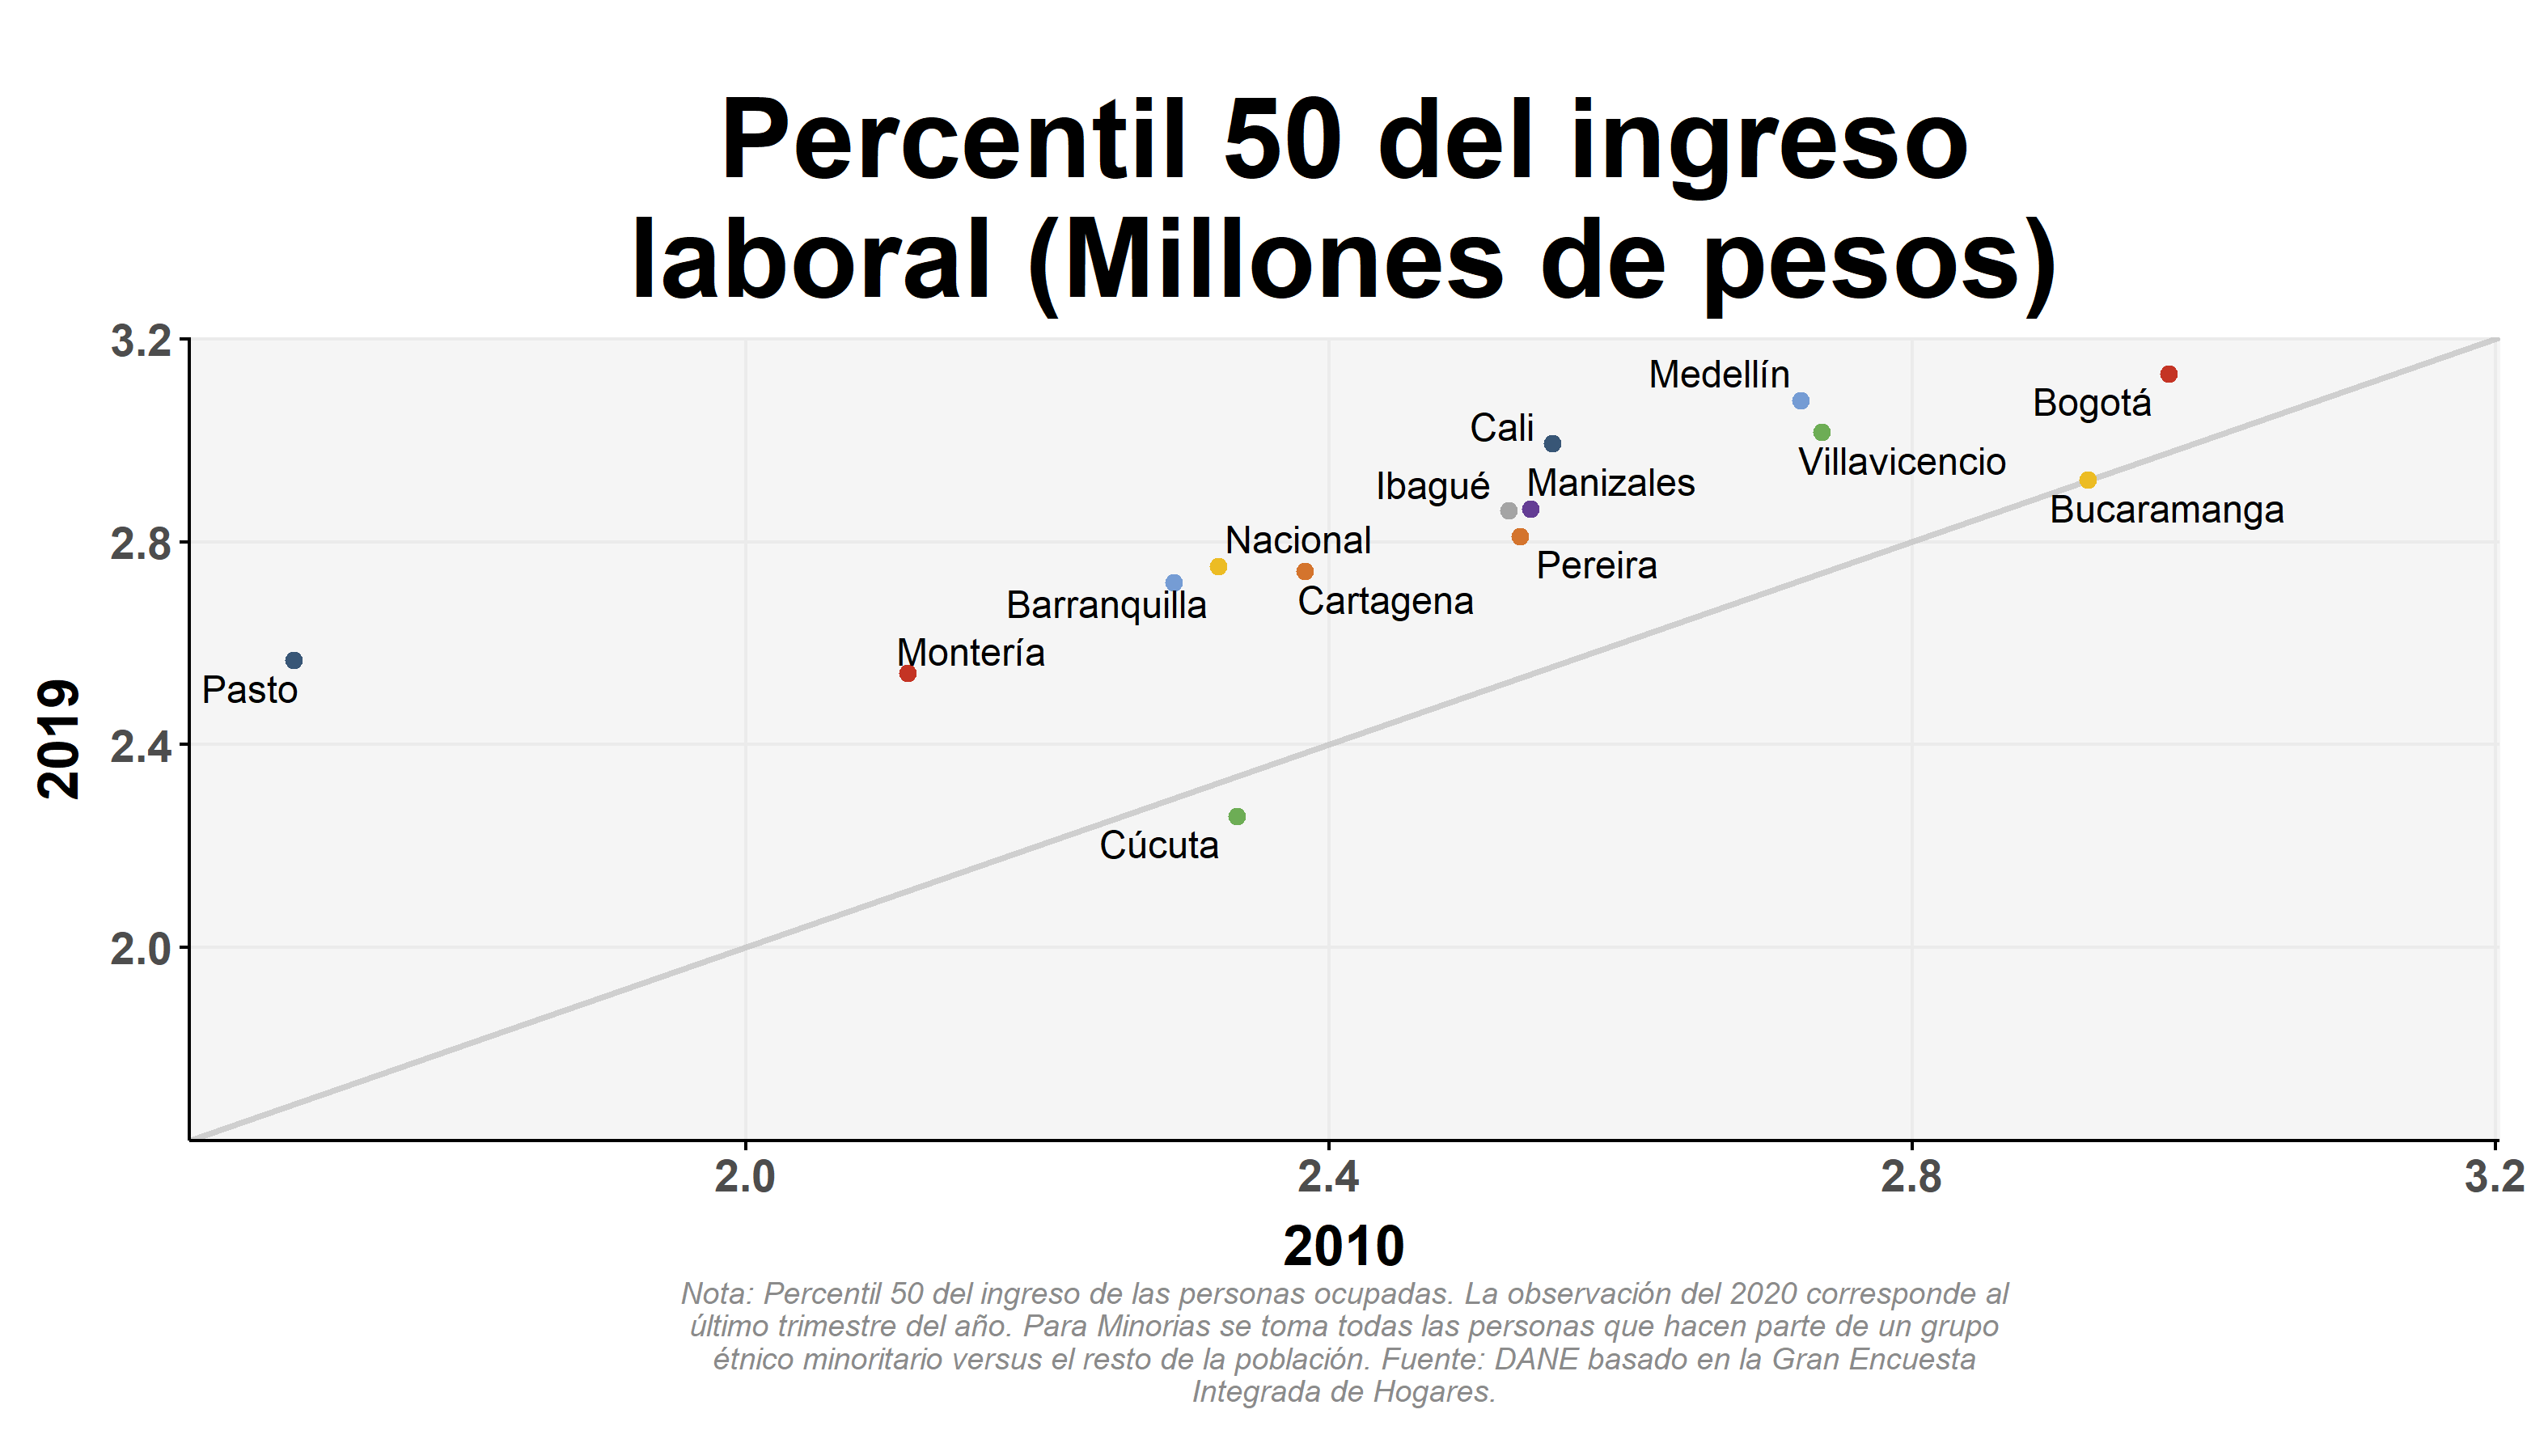 Percentil 50 del ingreso
laboral (Millones de pesos)
3.2
2.8
2.4
2.0
2019
Medellín
Bogotá
Cali
Villavicencio
Ibagué
Manizales
Bucaramanga
Nacional
Pereira
Barranquilla
Cartagena
Montería
Pasto
Cúcuta
2.0
2.4
2.8
3.2
2010
Nota: Percentil 50 del ingreso de las personas ocupadas. La observación del 2020 corresponde al
último trimestre del año. Para Minorias se toma todas las personas que hacen parte de un grupo
étnico minoritario versus el resto de la población. Fuente: DANE basado en la Gran Encuesta
Integrada de Hogares.